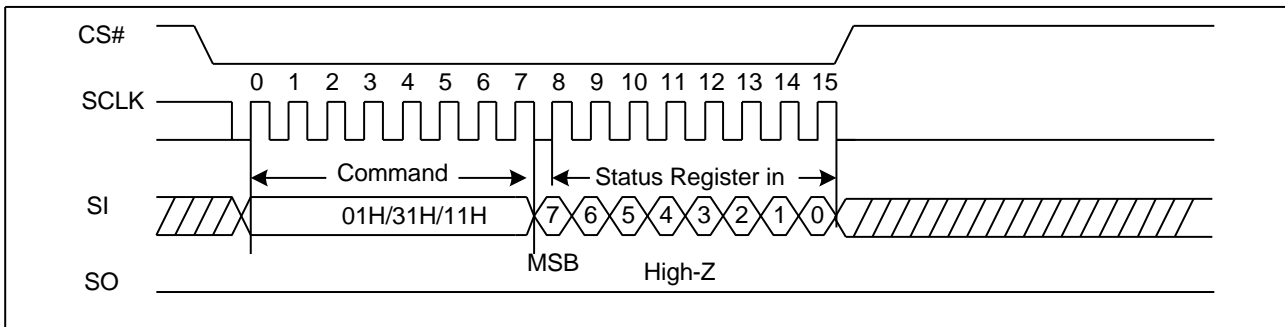 CS#
0 1 2 3 4 5 6 7 8 9 10 11 12 13 14 15
SCLK
Command Status Register in
SI 01H/31H/11H 7 6 5 4 3 2 1 0
MSB High-Z
SO